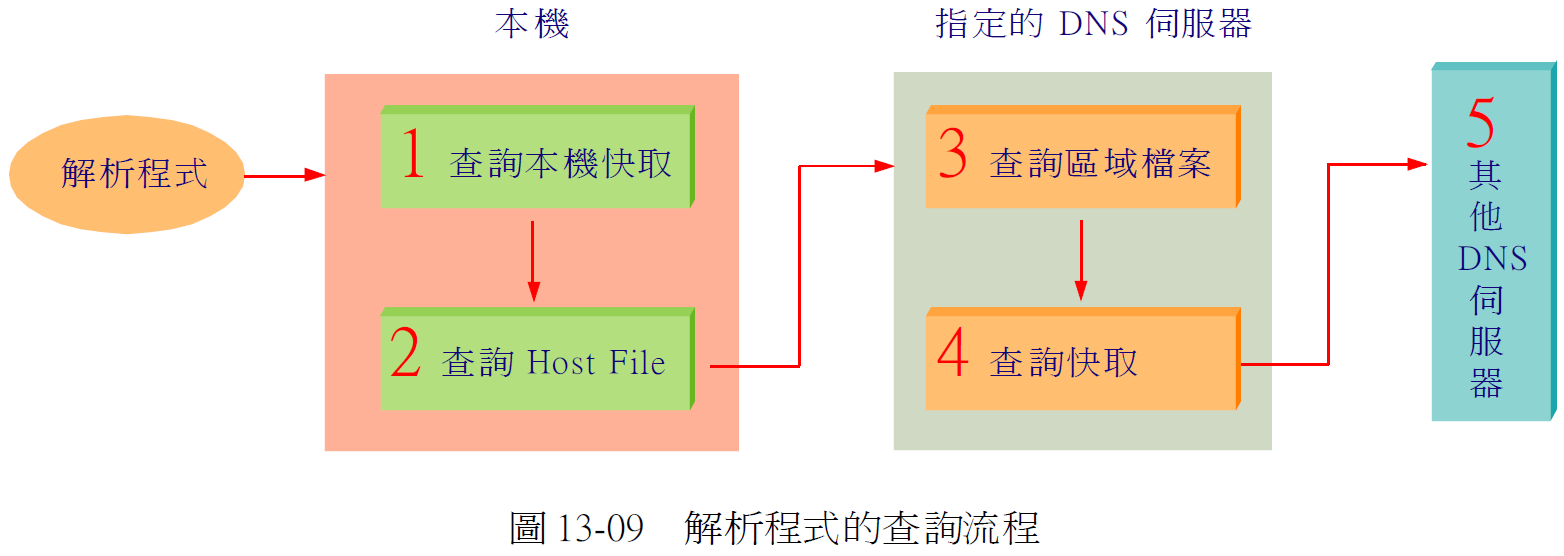 本機
指定的 DNS 伺服器
解析程式
1 查詢本機快取
2 查詢 Host File
3 查詢區域檔案
4 查詢快取
5
其
他
DNS
伺
服
器
圖 13-09 解析程式的查詢流程